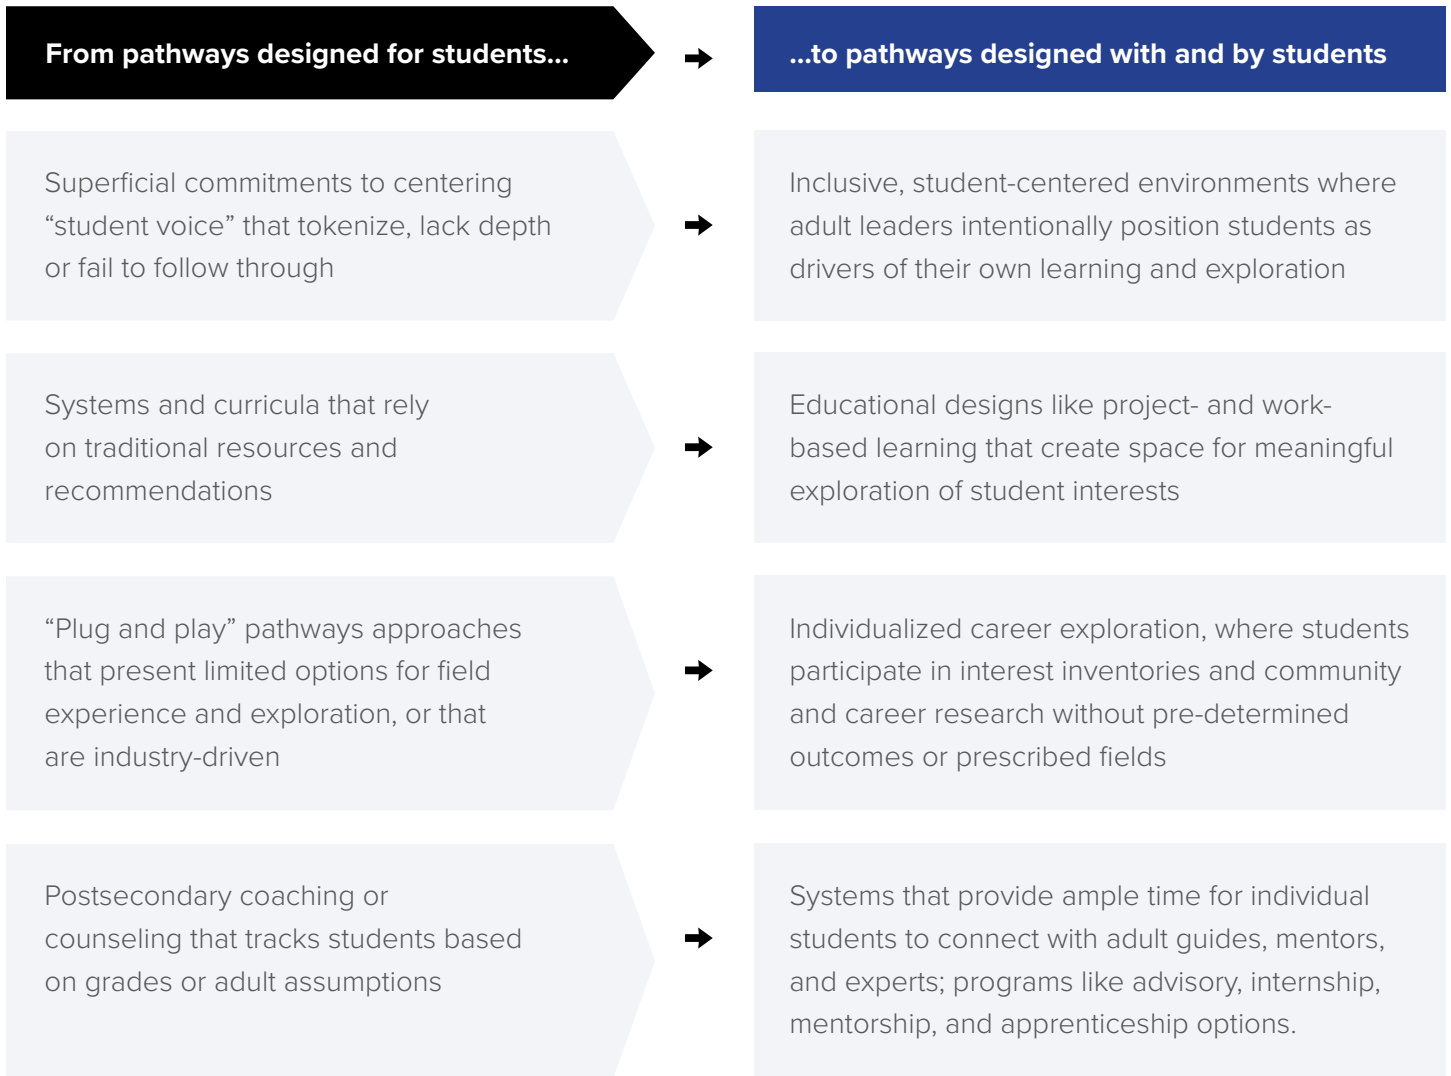 From pathways designed for students...
...to pathways designed with and by students
Superficial commitments to centering
“student voice” that tokenize, lack depth
or fail to follow through
Inclusive, student-centered environments where
adult leaders intentionally position students as
drivers of their own learning and exploration
Systems and curricula that rely
on traditional resources and
recommendations
Educational designs like project- and work-
based learning that create space for meaningful
exploration of student interests
“Plug and play” pathways approaches
that present limited options for field
experience and exploration, or that
are industry-driven
Individualized career exploration, where students
participate in interest inventories and community
and career research without pre-determined
outcomes or prescribed fields
Postsecondary coaching or
counseling that tracks students based
on grades or adult assumptions
Systems that provide ample time for individual
students to connect with adult guides, mentors,
and experts; programs like advisory, internship,
mentorship, and apprenticeship options.